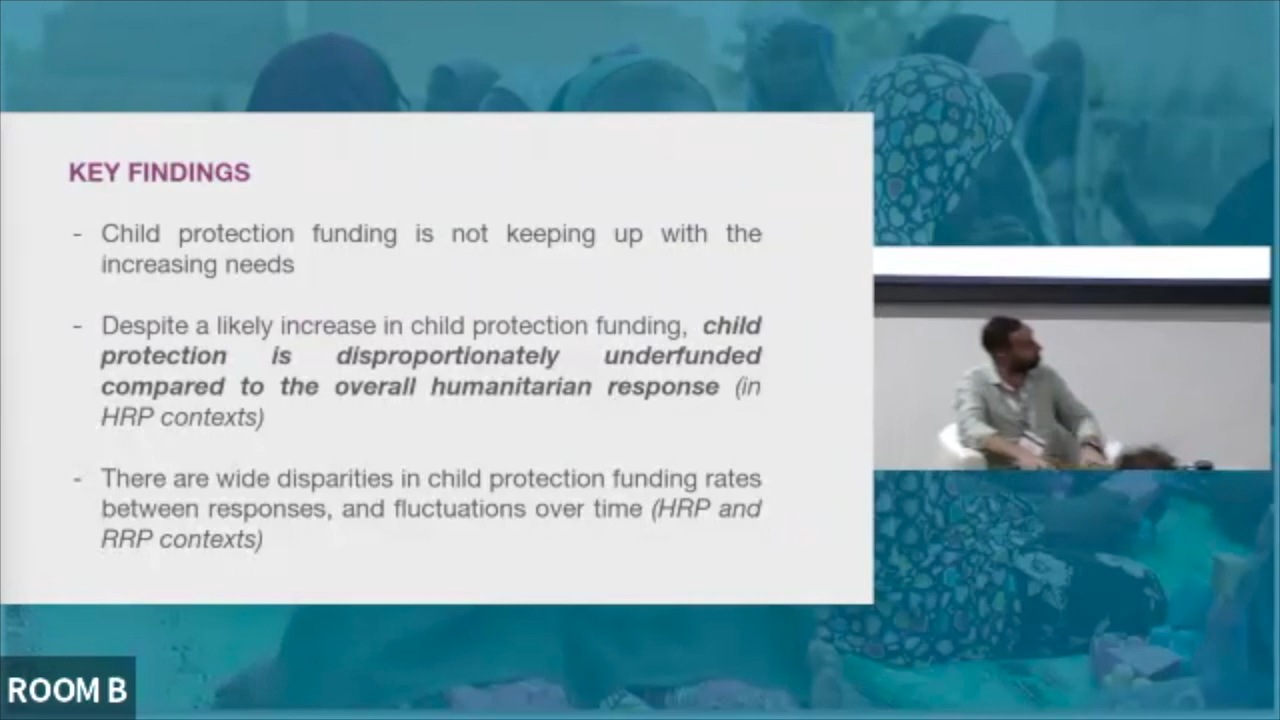 KEY FINDINGS
- Child protection funding is not keeping up with the
increasing needs
- Despite a likely increase in child protection funding, child
protection is disproportionately underfunded
compared to the overall humanitarian response (in
HRP contexts)
- There are wide disparities in child protection funding rates
between responses, and fluctuations over time (HRP and
RRP contexts)
ROOM B